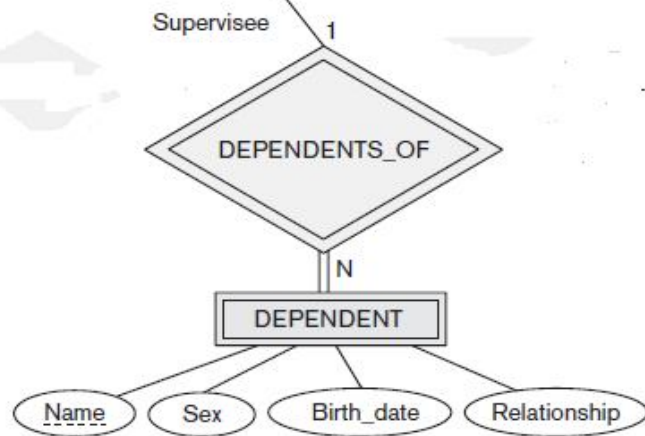 Supervisee
1
DEPENDENTS_OF
N
DEPENDENT
Name Sex Birth_date Relationship